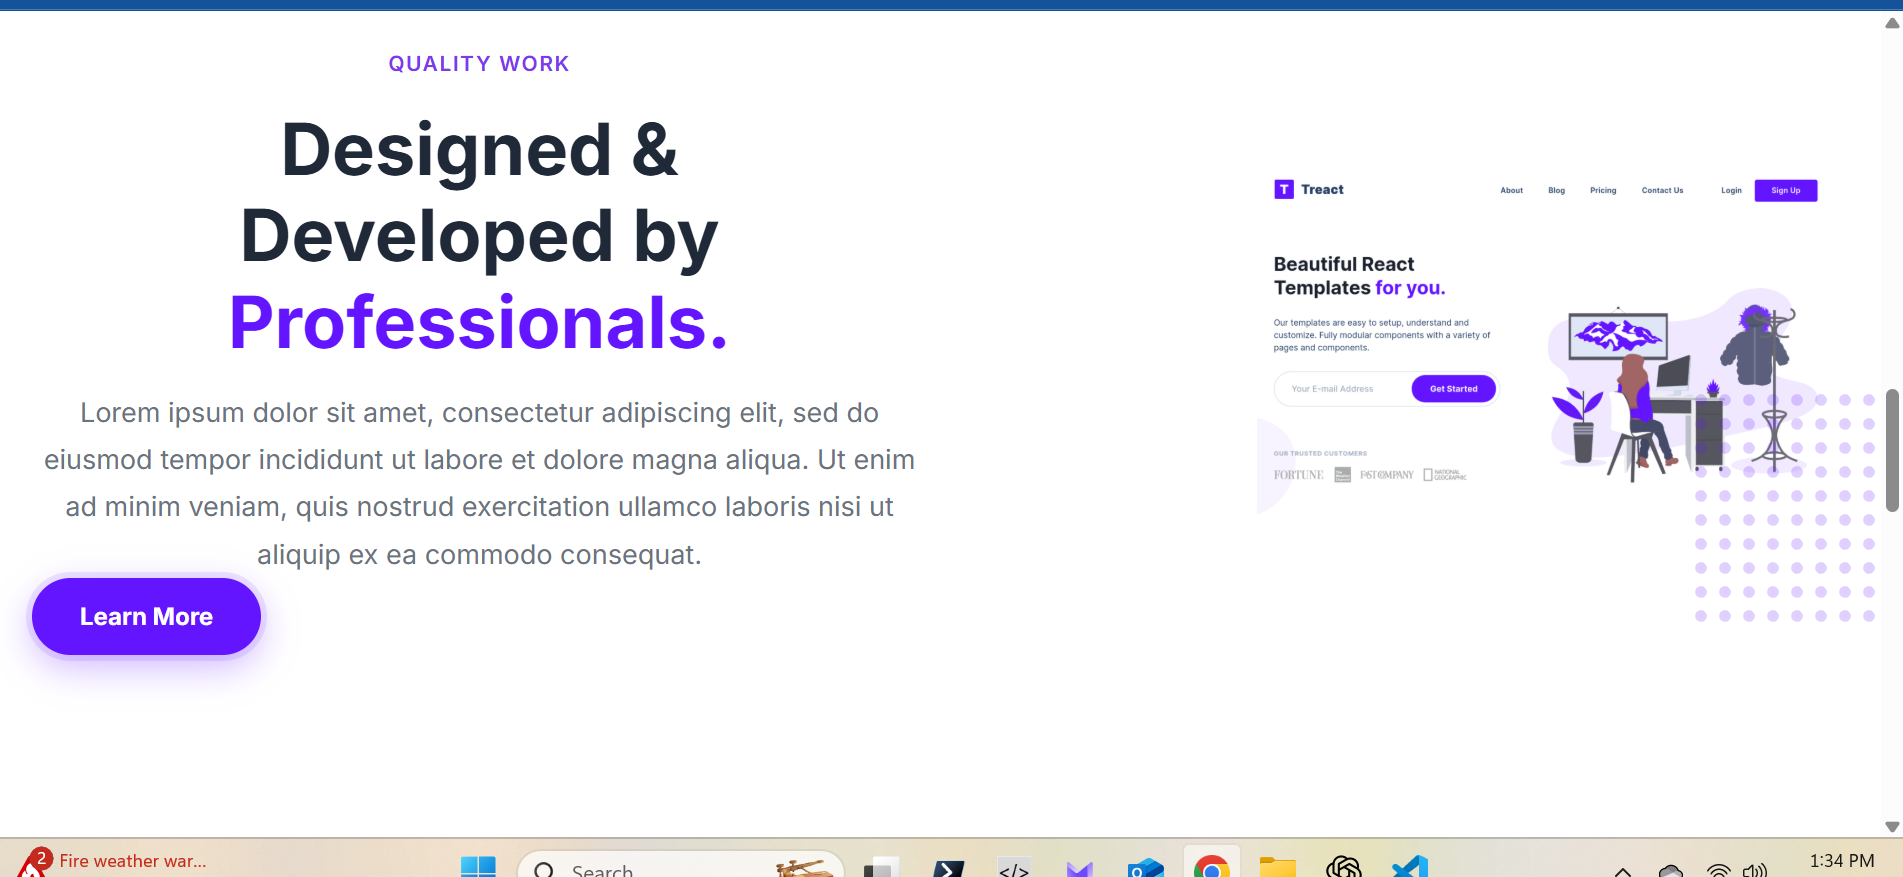 QUALITY WORK
Designed &
Developed by
Professionals.
Lorem ipsum dolor sit amet, consectetur adipiscing elit, sed do
eiusmod tempor incididunt ut labore et dolore magna aliqua. Ut enim
ad minim veniam, quis nostrud exercitation ullamco laboris nisi ut
aliquip ex ea commodo consequat.
Learn More
T Treact
About Blog Pricing Contact Us Login Sign Up
Beautiful React
Templates for you.
Our templates are easy to setup, understand and
customize. Fully modular components with a variety of
pages and components.
Your E-mail Address Get Started
OUR TRUSTED CUSTOMERS
FORTUNE
FAST COMPANY
NATIONAL
GEOGRAPHIC
2 Fire weather war...
Search
1:34 PM